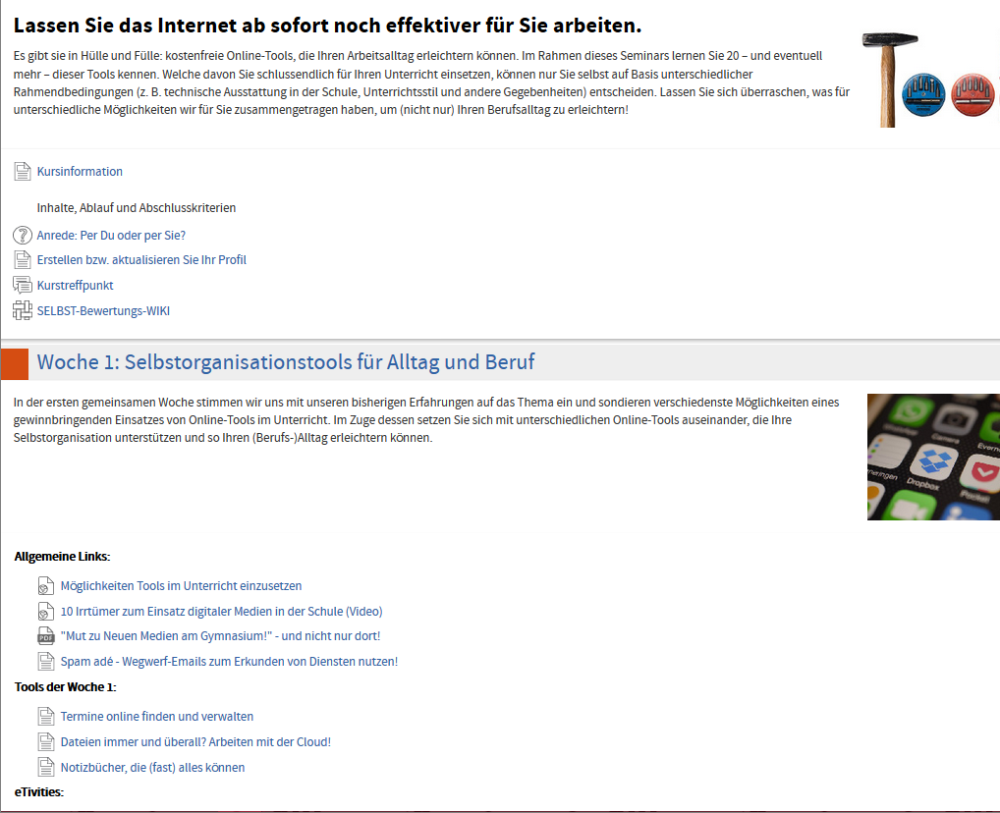 Lassen Sie das Internet ab sofort noch effektiver für Sie arbeiten.
Es gibt sie in Hülle und Fülle: kostenfreie Online-Tools, die Ihren Arbeitsalltag erleichtern können. Im Rahmen dieses Seminars lernen Sie 20 – und eventuell
mehr – dieser Tools kennen. Welche davon Sie schlussendlich für Ihren Unterricht einsetzen, können nur Sie selbst auf Basis unterschiedlicher
Rahmendbedingungen (z. B. technische Ausstattung in der Schule, Unterrichtsstil und andere Gegebenheiten) entscheiden. Lassen Sie sich überraschen, was für
unterschiedliche Möglichkeiten wir für Sie zusammengetragen haben, um (nicht nur) Ihren Berufsalltag zu erleichtern!
Kursinformation
Inhalte, Ablauf und Abschlusskriterien
Anrede: Per Du oder per Sie?
Erstellen bzw. aktualisieren Sie Ihr Profil
Kurstreffpunkt
SELBST-Bewertungs-WIKI
Woche 1: Selbstorganisationstools für Alltag und Beruf
In der ersten gemeinsamen Woche stimmen wir uns mit unseren bisherigen Erfahrungen auf das Thema ein und sondieren verschiedenste Möglichkeiten eines
gewinnbringenden Einsatzes von Online-Tools im Unterricht. Im Zuge dessen setzen Sie sich mit unterschiedlichen Online-Tools auseinander, die Ihre
Selbstorganisation unterstützen und so Ihren (Berufs-)Alltag erleichtern können.
WhatsApp
Camera
Dropbox
Pocket
Allgemeine Links:
Möglichkeiten Tools im Unterricht einzusetzen
10 Irrtümer zum Einsatz digitaler Medien in der Schule (Video)
PDF
"Mut zu Neuen Medien am Gymnasium!" - und nicht nur dort!
Spam adé - Wegwerf-Emails zum Erkunden von Diensten nutzen!
Tools der Woche 1:
Termine online finden und verwalten
Dateien immer und überall? Arbeiten mit der Cloud!
Notizbücher, die (fast) alles können
eTivities: